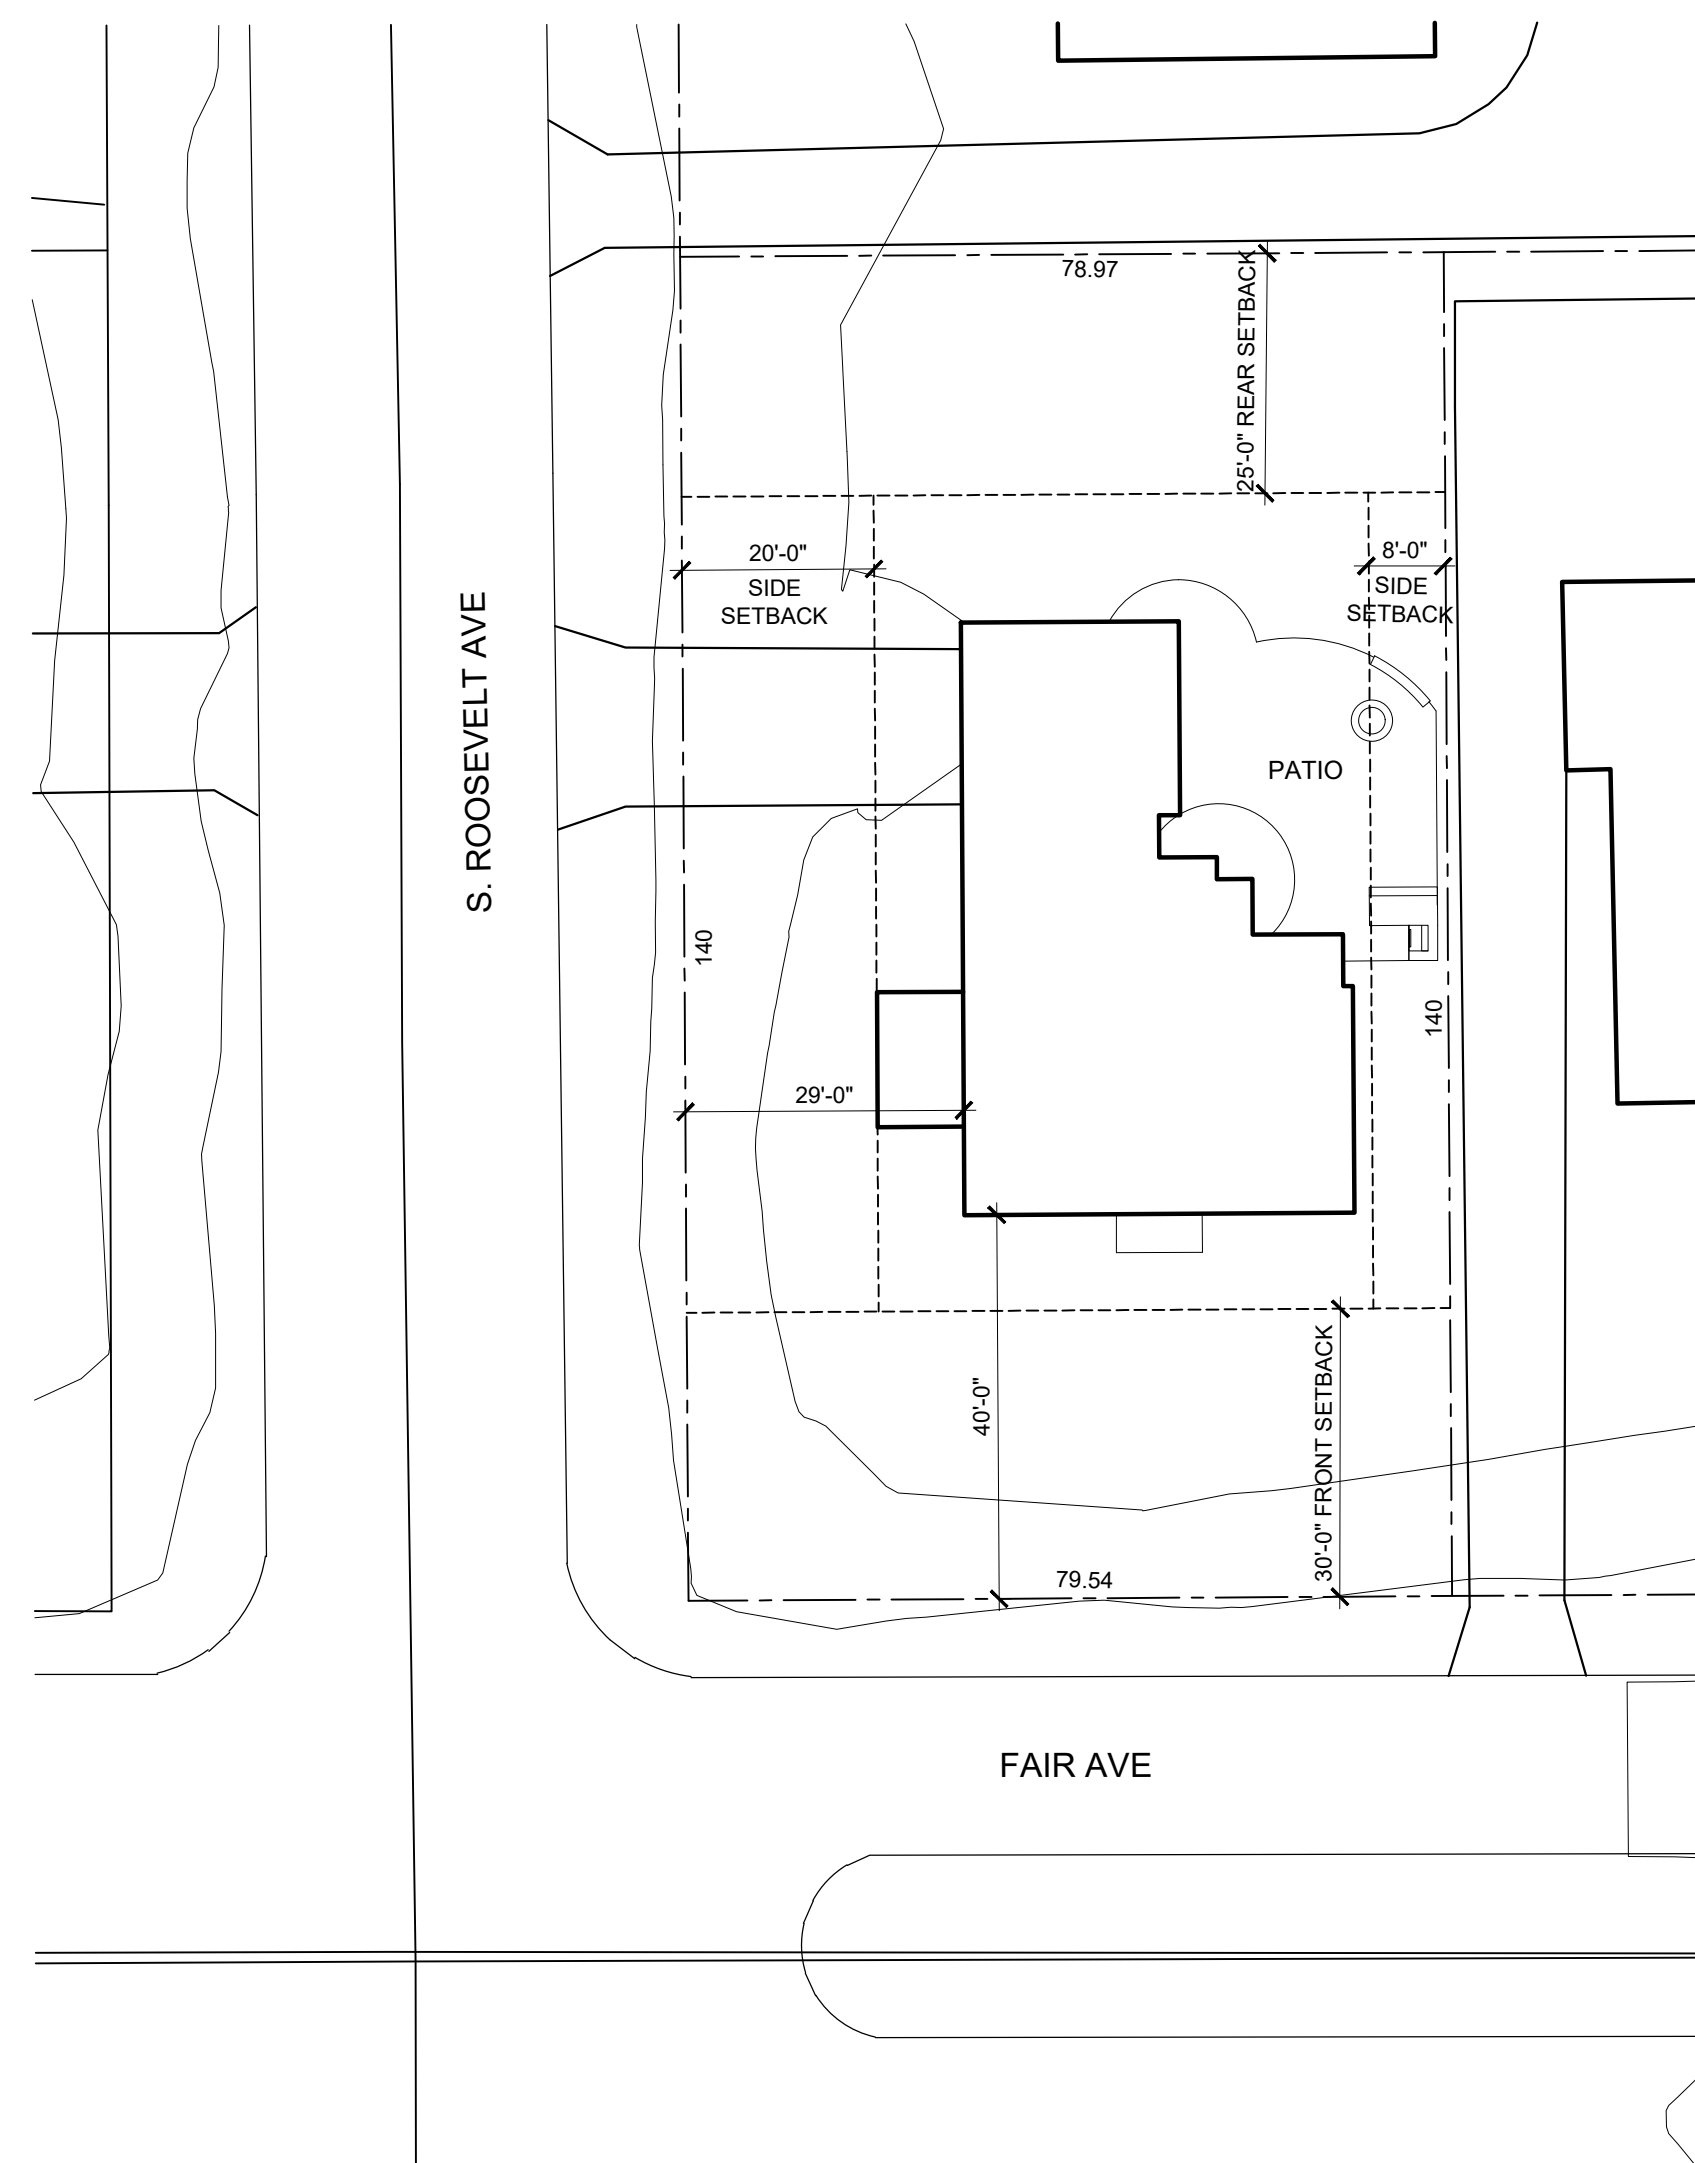 78.97
25'-0" REAR SETBACK
20'-0"
SIDE
SETBACK
8'-0"
SIDE
SETBACK
S. ROOSEVELT AVE
PATIO
140
140
29'-0"
40'-0"
30'-0" FRONT SETBACK
79.54
FAIR AVE